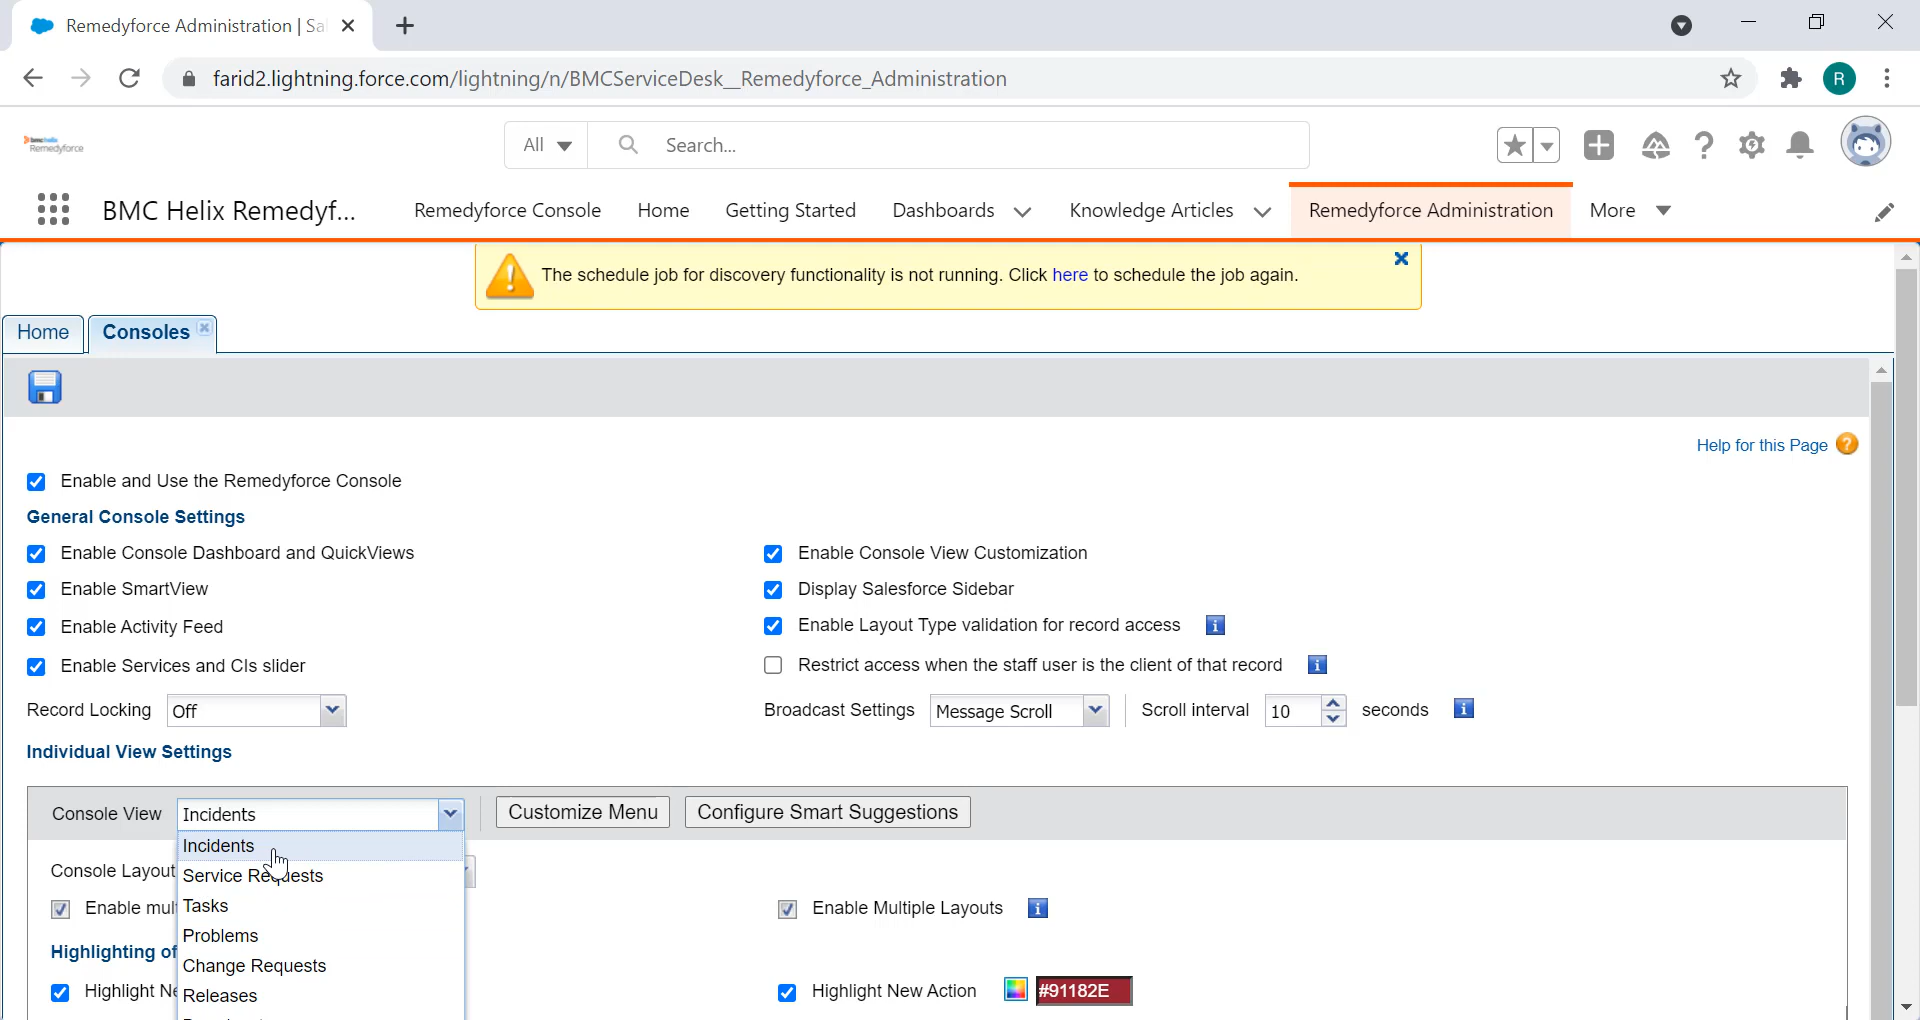 Remedyforce Administration | Sa
farid2.lightning.force.com/lightning/n/BMCServiceDesk__Remedyforce_Administration
R
bmc helix
Remedyforce
All
Search...
BMC Helix Remedyf...
Remedyforce Console
Home
Getting Started
Dashboards
Knowledge Articles
Remedyforce Administration
More
The schedule job for discovery functionality is not running. Click here to schedule the job again.
Home
Consoles
Help for this Page
Enable and Use the Remedyforce Console
General Console Settings
Enable Console Dashboard and QuickViews
Enable Console View Customization
Enable SmartView
Display Salesforce Sidebar
Enable Activity Feed
Enable Layout Type validation for record access
Enable Services and CIs slider
Restrict access when the staff user is the client of that record
Record Locking Off
Broadcast Settings Message Scroll
Scroll interval 10 seconds
Individual View Settings
Console View Incidents
Customize Menu
Configure Smart Suggestions
Incidents
Console Layout
Service Requests
Tasks
Enable mul
Enable Multiple Layouts
Problems
Highlighting of
Change Requests
Highlight Ne
Releases
Highlight New Action
#91182E